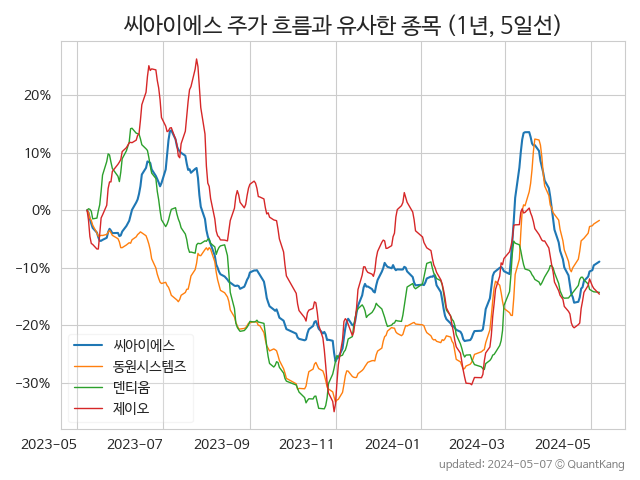 씨아이에스 주가 흐름과 유사한 종목 (1년, 5일선)
20%
10%
0%
−10%
−20%
−30%
씨아이에스
동원시스템즈
덴티움
제이오
2023-05
2023-07
2023-09
2023-11
2024-01
2024-03
2024-05
updated: 2024-05-07 © QuantKang